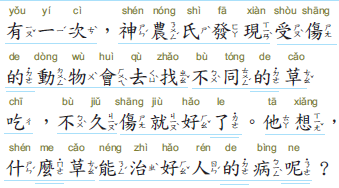 yǒu yí cì shén nóng shì fā xiàn shòu shāng
有一次，神農氏發現受傷
de dòng wù huì qù zhǎo bù tóng de cǎo
的動物會去找不同的草
chī bù jiǔ shāng jiù hǎo le tā xiǎng
吃，不久傷就好了。他想，
shén me cǎo néng zhì hǎo rén de bìng ne
什麼草能治好人的病呢？